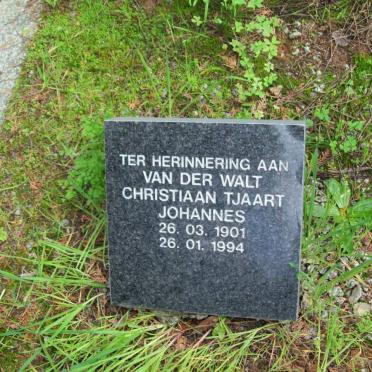 TER HERINNERING AAN
VAN DER WALT
CHRISTIAAN TJAART
JOHANNES
26. 03. 1901
26. 01. 1994